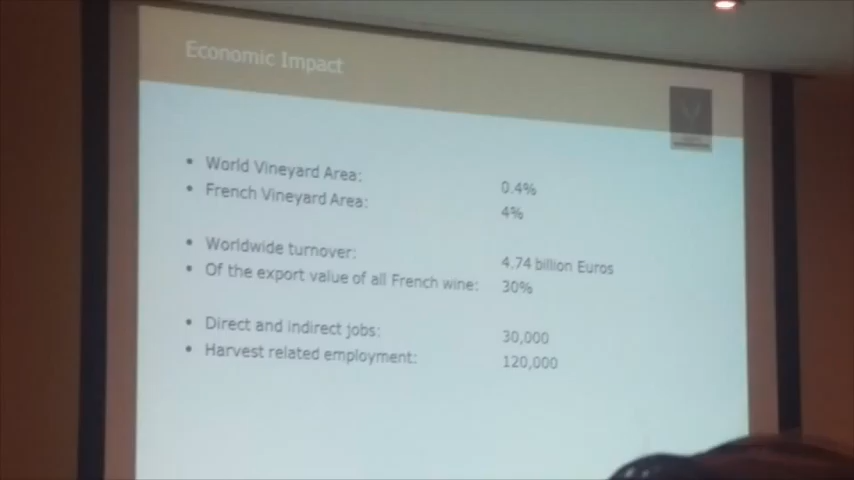 Economic Impact
• World Vineyard Area: 0.4%
• French Vineyard Area: 4%
• Worldwide turnover: 4.74 billion Euros
• Of the export value of all French wine: 30%
• Direct and indirect jobs: 30,000
• Harvest related employment: 120,000